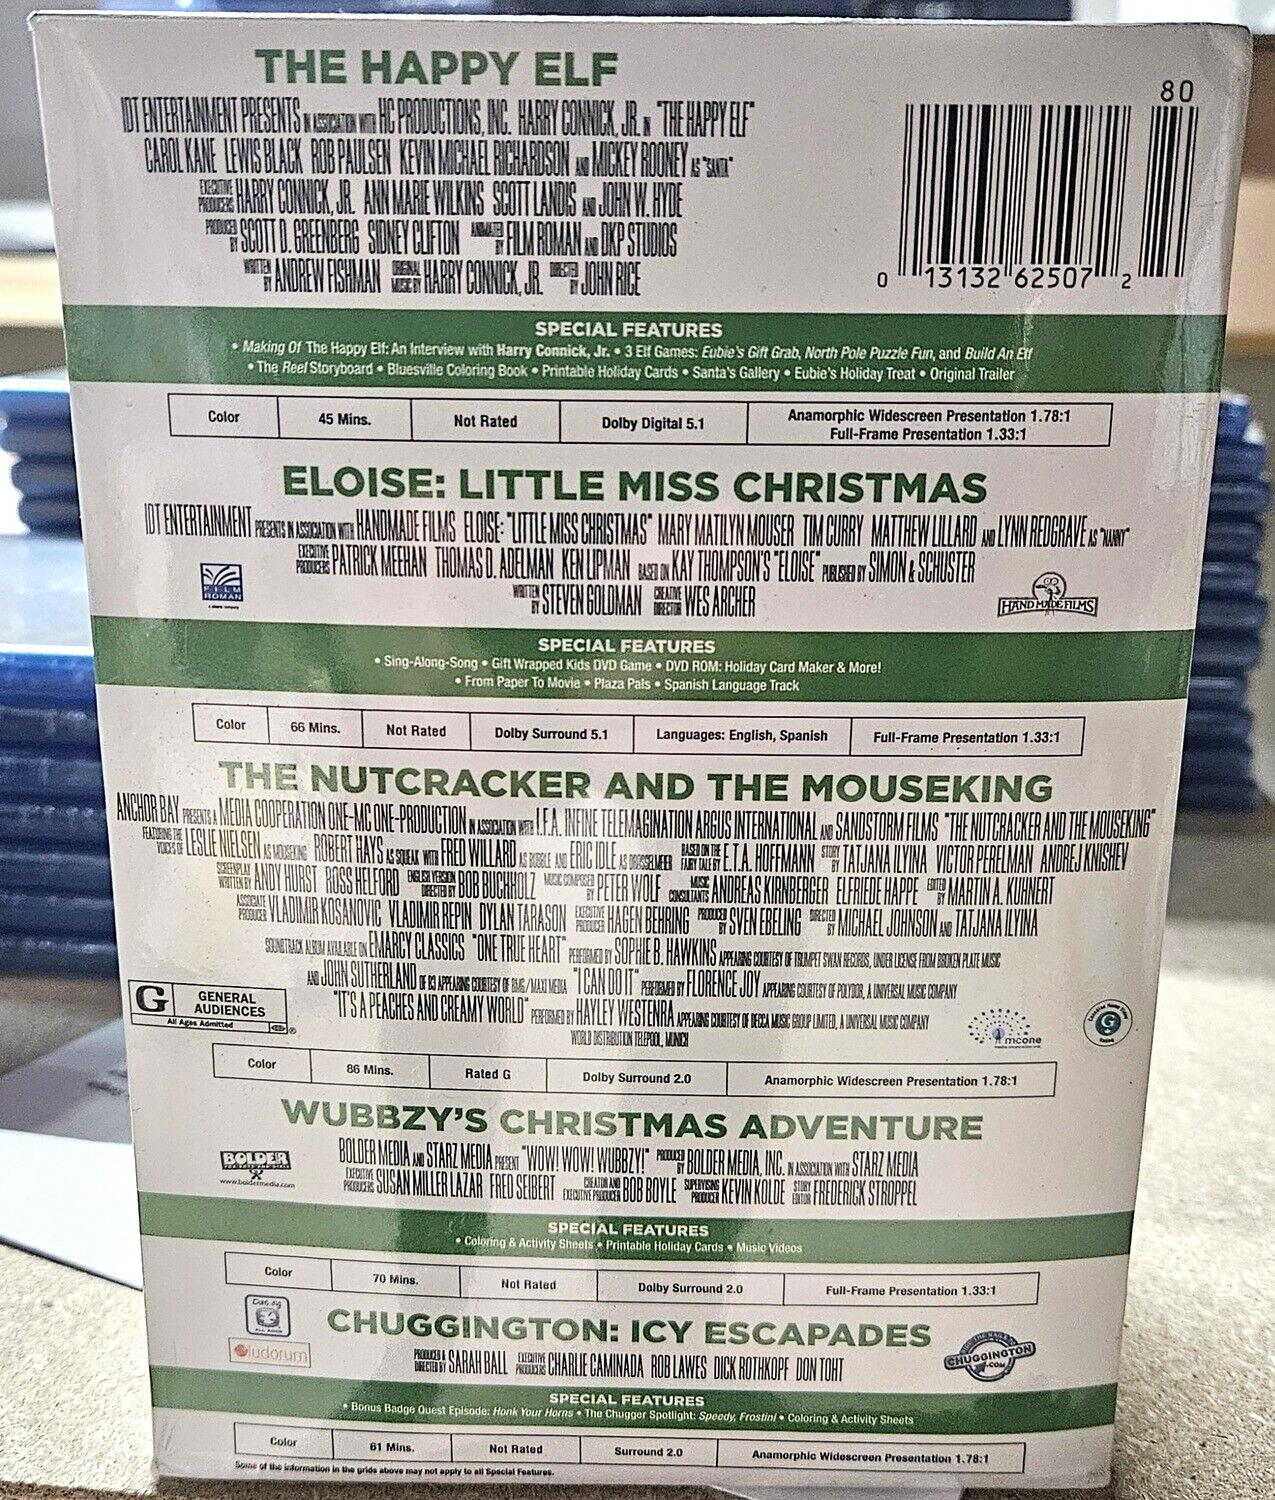 THE HAPPY ELF
IDT ENTERTAINMENT PRESENTS IN ASSOCIATION WITH HC PRODUCTIONS, INC. HARRY CONNICK, JR. IN "THE HAPPY ELF"
CAROL KANE LEWIS BLACK ROB PAULSEN KEVIN MICHAEL RICHARDSON AND MICKEY ROONEY AS "SANTA"
EXECUTIVE PRODUCERS HARRY CONNICK, JR. ANN MARIE WILKINS SCOTT LANDIS AND JOHN W. HYDE
PRODUCED BY SCOTT D. GREENBERG SIDNEY CLIFTON ANIMATED BY FILM ROMAN AND DKP STUDIOS
WRITTEN BY ANDREW FISHMAN ORIGINAL MUSIC BY HARRY CONNICK, JR. DIRECTED BY JOHN RICE
80
0 13132 62507 2
SPECIAL FEATURES
• Making Of The Happy Elf: An Interview with Harry Connick, Jr. • 3 Elf Games: Eubie's Gift Grab, North Pole Puzzle Fun, and Build An Elf
• The Reel Storyboard • Bluesville Coloring Book • Printable Holiday Cards • Santa's Gallery • Eubie's Holiday Treat • Original Trailer
Color 45 Mins. Not Rated Dolby Digital 5.1 Anamorphic Widescreen Presentation 1.78:1
Full-Frame Presentation 1.33:1
ELOISE: LITTLE MISS CHRISTMAS
IDT ENTERTAINMENT PRESENTS IN ASSOCIATION WITH HANDMADE FILMS ELOISE: "LITTLE MISS CHRISTMAS" MARY MATILYN MOUSER TIM CURRY MATTHEW LILLARD AND LYNN REDGRAVE AS "NANNY"
EXECUTIVE PRODUCERS PATRICK MEEHAN THOMAS D. ADELMAN KEN LIPMAN BASED ON KAY THOMPSON'S "ELOISE" PUBLISHED BY SIMON & SCHUSTER
WRITTEN BY STEVEN GOLDMAN CREATIVE DIRECTOR WES ARCHER
FILM ROMAN
HANDMADE FILMS
SPECIAL FEATURES
• Sing-Along-Song • Gift Wrapped Kids DVD Game • DVD ROM: Holiday Card Maker & More!
• From Paper To Movie • Plaza Pals • Spanish Language Track
Color 66 Mins. Not Rated Dolby Surround 5.1 Languages: English, Spanish Full-Frame Presentation 1.33:1
THE NUTCRACKER AND THE MOUSEKING
ANCHOR BAY PRESENTS A MEDIA COOPERATION ONE-MC ONE-PRODUCTION IN ASSOCIATION WITH I.F.A. INFINE TELEMAGINATION ARGUS INTERNATIONAL AND SANDSTORM FILMS "THE NUTCRACKER AND THE MOUSEKING"
FEATURING THE VOICES OF LESLIE NIELSEN AS MOUSEKING ROBERT HAYS AS SQUEAK WITH FRED WILLARD AS BUBBLE AND ERIC IDLE AS DROSSELMEIER BASED ON THE FAIRY TALE BY E.T.A. HOFFMANN STORY BY TATJANA ILYINA VICTOR PERELMAN ANDREJ KNISHEV
SCREENPLAY WRITTEN BY ANDY HURST ROSS HELFORD ENGLISH VERSION DIRECTED BY BOB BUCHHOLZ MUSIC COMPOSED BY PETER WOLF MUSIC CONSULTANTS ANDREAS KIRNBERGER ELFRIEDE HAPPE EDITED BY MARTIN A. KUHNERT
ASSOCIATE PRODUCER VLADIMIR KOSANOVIC VLADIMIR REPIN DYLAN TARASON EXECUTIVE PRODUCER HAGEN BEHRING PRODUCED BY SVEN EBELING DIRECTED BY MICHAEL JOHNSON AND TATJANA ILYINA
SOUNDTRACK ALBUM AVAILABLE ON EMARCY CLASSICS "ONE TRUE HEART" PERFORMED BY SOPHIE B. HAWKINS APPEARING COURTESY OF TRUMPET SWAN RECORDS, UNDER LICENSE FROM BROKEN PLATE MUSIC
AND JOHN SUTHERLAND OF B3 APPEARING COURTESY OF BMG/MAXI MEDIA "I CAN DO IT" PERFORMED BY FLORENCE JOY APPEARING COURTESY OF POLYDOR, A UNIVERSAL MUSIC COMPANY
"IT'S A PEACHES AND CREAMY WORLD" PERFORMED BY HAYLEY WESTENRA APPEARING COURTESY OF DECCA MUSIC GROUP LIMITED, A UNIVERSAL MUSIC COMPANY
WORLD DISTRIBUTION TELEPOOL, MUNICH
G GENERAL AUDIENCES
All Ages Admitted ®
mcone
G
Color 86 Mins. Rated G Dolby Surround 2.0 Anamorphic Widescreen Presentation 1.78:1
WUBBZY'S CHRISTMAS ADVENTURE
BOLDER MEDIA AND STARZ MEDIA PRESENT "WOW! WOW! WUBBZY!" PRODUCED BY BOLDER MEDIA, INC. IN ASSOCIATION WITH STARZ MEDIA
EXECUTIVE PRODUCERS SUSAN MILLER LAZAR FRED SEIBERT CREATOR AND EXECUTIVE PRODUCER BOB BOYLE SUPERVISING PRODUCER KEVIN KOLDE STORY EDITOR FREDERICK STROPPEL
BOLDER
www.boldermedia.com
SPECIAL FEATURES
• Coloring & Activity Sheets • Printable Holiday Cards • Music Videos
Color 70 Mins. Not Rated Dolby Surround 2.0 Full-Frame Presentation 1.33:1
ALL AGES
ludorum
CHUGGINGTON: ICY ESCAPADES
PRODUCED & DIRECTED BY SARAH BALL EXECUTIVE PRODUCERS CHARLIE CAMINADA ROB LAWES DICK ROTHKOPF DON TOHT
CHUGGINGTON
.COM
SPECIAL FEATURES
• Bonus Badge Quest Episode: Honk Your Horns • The Chugger Spotlight: Speedy, Frostini • Coloring & Activity Sheets
Color 61 Mins. Not Rated Surround 2.0 Anamorphic Widescreen Presentation 1.78:1
Some of the information in the grids above may not apply to all Special Features.